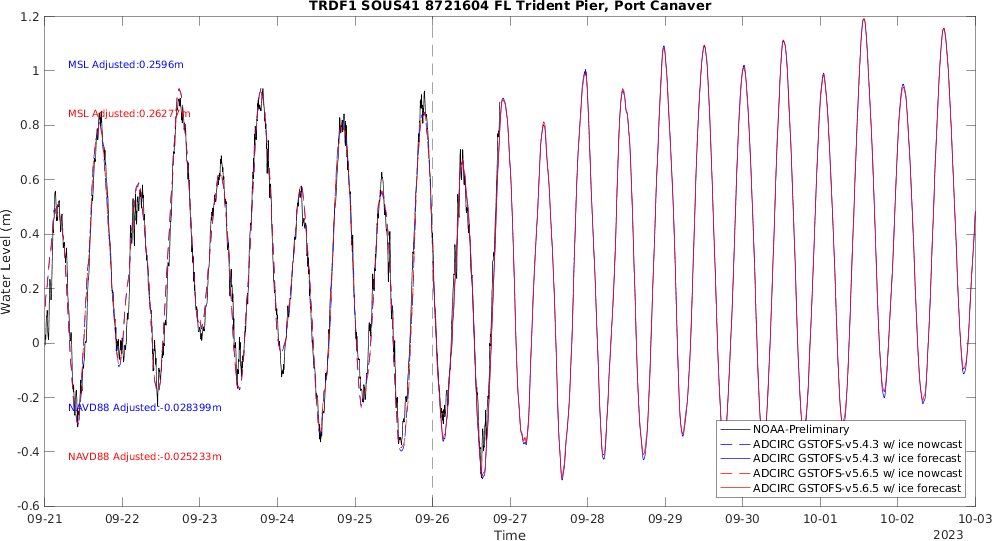 TRDF1 SOUS41 8721604 FL Trident Pier, Port Canaver
1.2
1
0.8
0.6
0.4
0.2
0
-0.2
-0.4
-0.6
Water Level (m)
MSL Adjusted:0.2596m
MSL Adjusted:0.26277m
NAVD88 Adjusted:-0.028399m
NAVD88 Adjusted:-0.025233m
NOAA-Preliminary
ADCIRC GSTOFS-v5.4.3 w/ ice nowcast
ADCIRC GSTOFS-v5.4.3 w/ ice forecast
ADCIRC GSTOFS-v5.6.5 w/ ice nowcast
ADCIRC GSTOFS-v5.6.5 w/ ice forecast
09-21 09-22 09-23 09-24 09-25 09-26 09-27 09-28 09-29 09-30 10-01 10-02 10-03
Time
2023